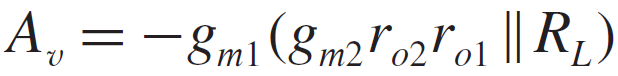 A_v = −g_{m1}(g_{m2}r_{o2}r_{o1} ∥ R_L)